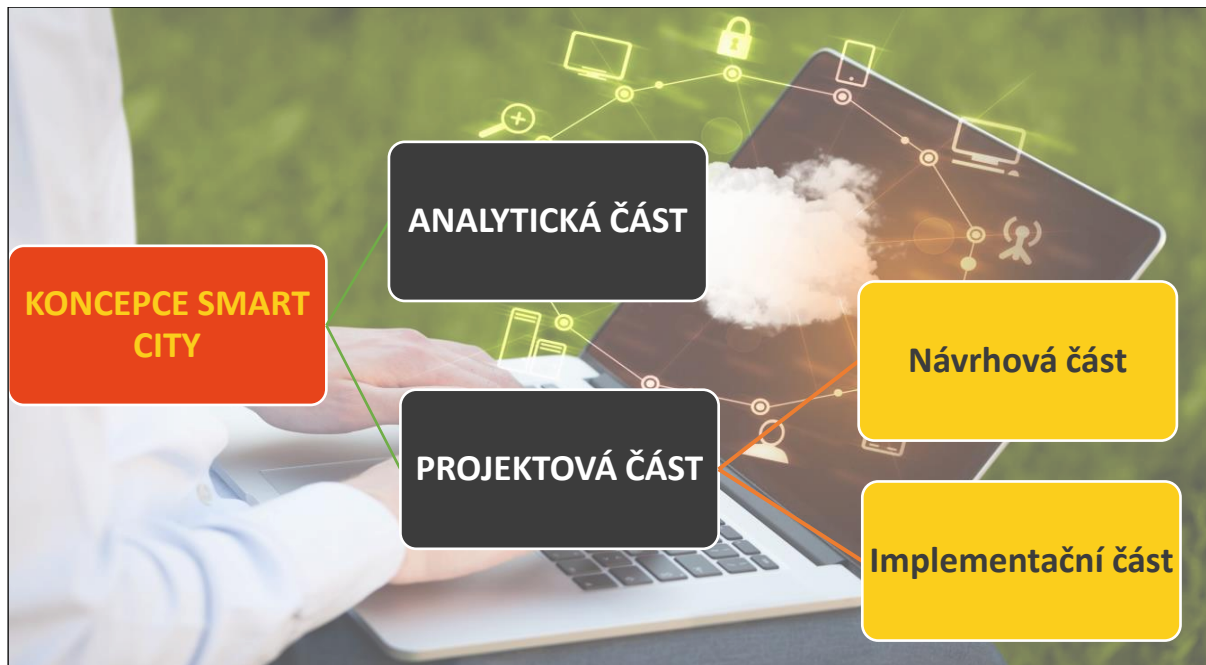 KONCEPCE SMART
CITY
ANALYTICKÁ ČÁST
PROJEKTOVÁ ČÁST
Návrhová část
Implementační část